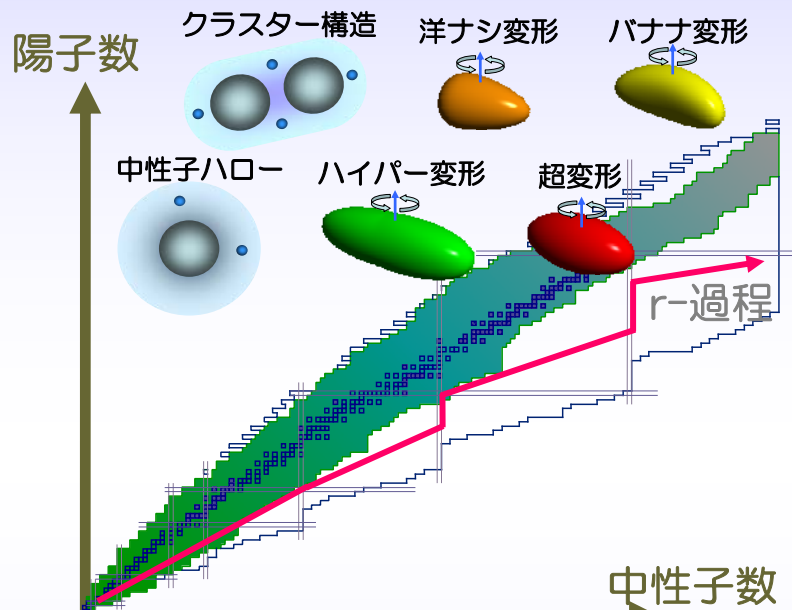 クラスター構造
洋ナシ変形
バナナ変形
陽子数
中性子ハロー
ハイパー変形
超変形
r-過程
中性子数